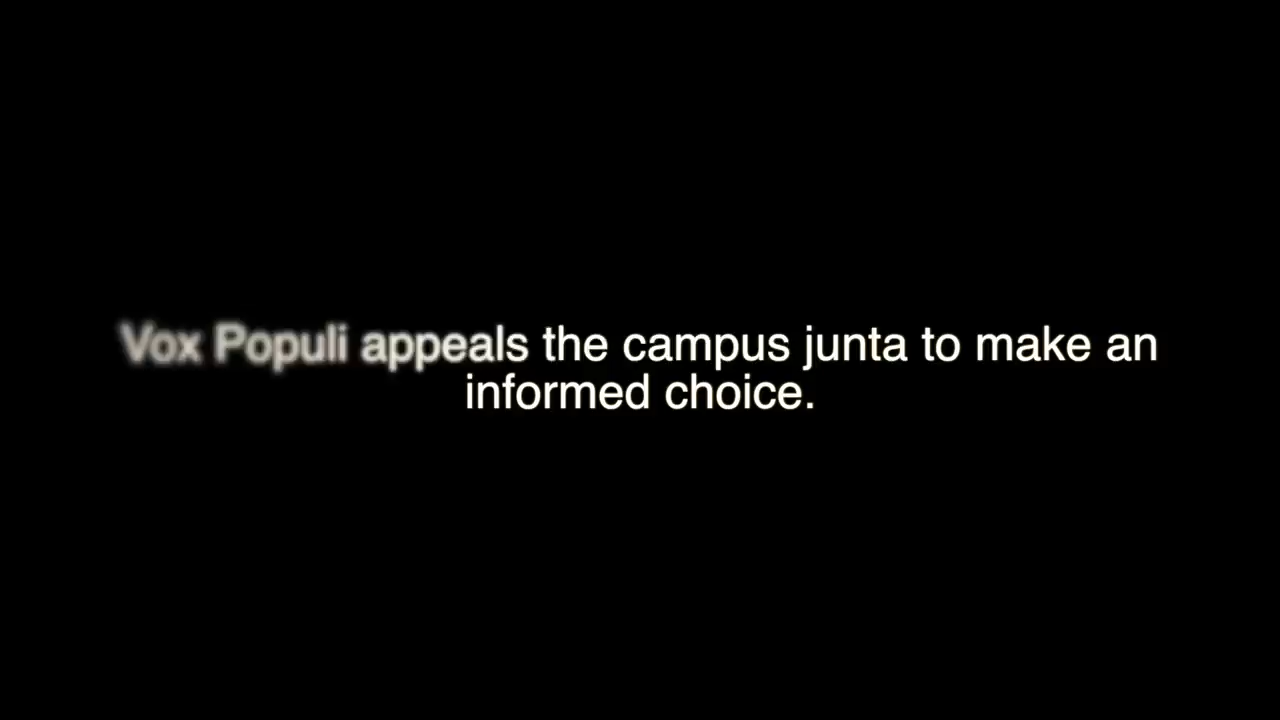 Vox Populi appeals the campus junta to make an
informed choice.